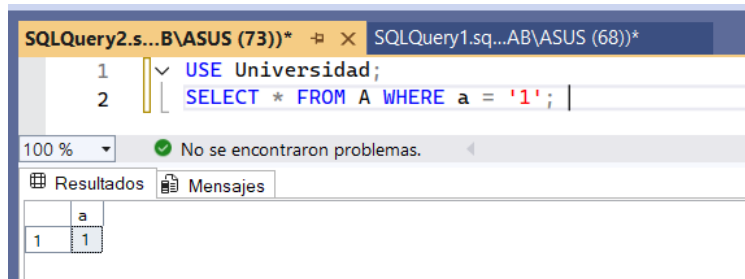 SQLQuery2.s...B\ASUS (73))* SQLQuery1.sq...AB\ASUS (68))*
1 USE Universidad;
2 SELECT * FROM A WHERE a = '1';
100 % No se encontraron problemas.
Resultados Mensajes
a
1 1